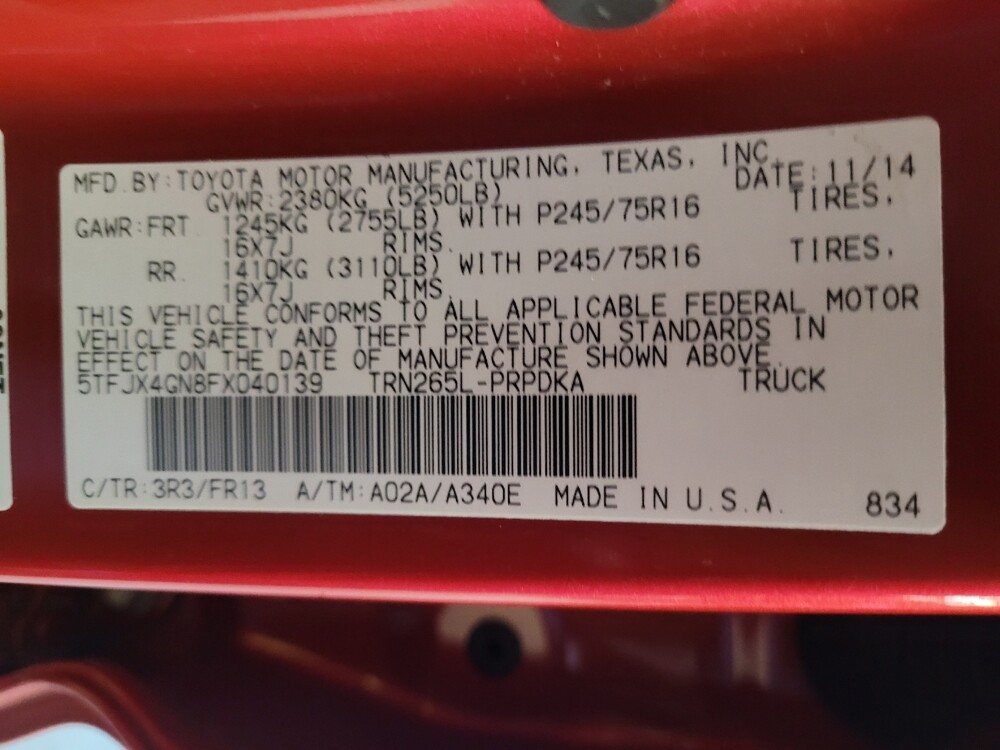 MFD. BY: TOYOTA MOTOR MANUFACTURING, TEXAS, INC.
DATE: 11/14
GVWR: 2380KG (5250LB)
GAWR: FRT. 1245KG (2755LB) WITH P245/75R16 TIRES,
16X7J RIMS.
RR. 1410KG (3110LB) WITH P245/75R16 TIRES,
16X7J RIMS.
THIS VEHICLE CONFORMS TO ALL APPLICABLE FEDERAL MOTOR
VEHICLE SAFETY AND THEFT PREVENTION STANDARDS IN
EFFECT ON THE DATE OF MANUFACTURE SHOWN ABOVE.
5TFJX4GN8FX040139 TRN265L-PRPDKA TRUCK
C/TR: 3R3/FR13 A/TM: A02A/A340E MADE IN U.S.A. 834